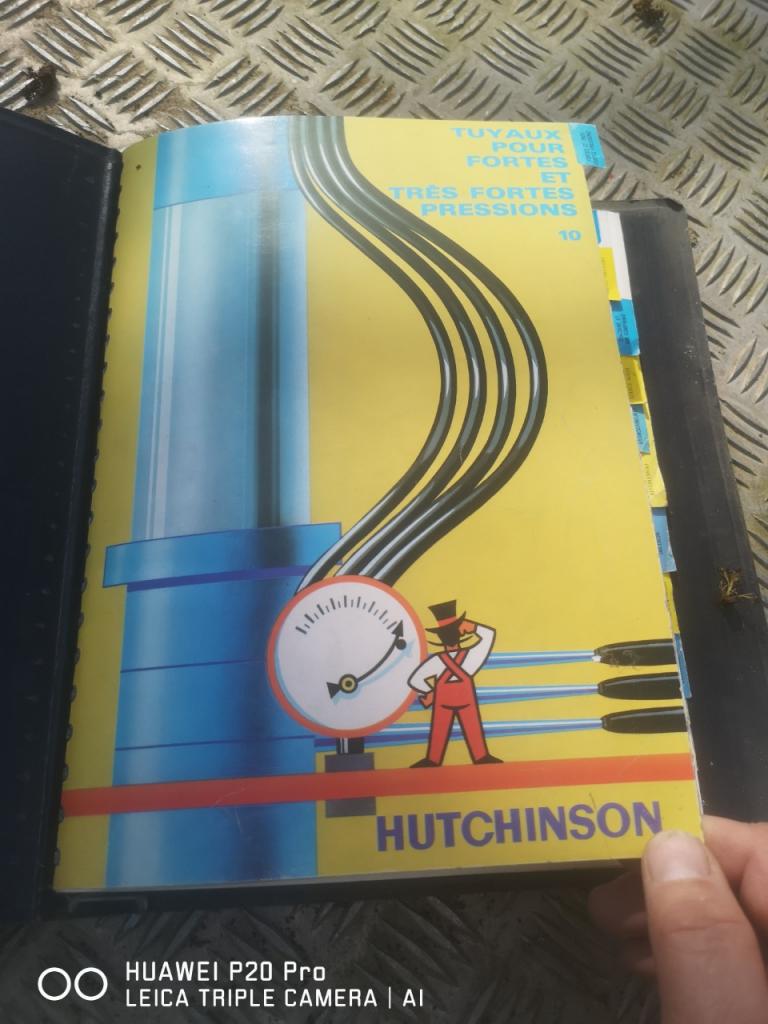 TUYAUX
POUR
FORTES
ET
TRÈS FORTES
PRESSIONS
10
HUTCHINSON
HUAWEI P20 Pro
LEICA TRIPLE CAMERA | AI